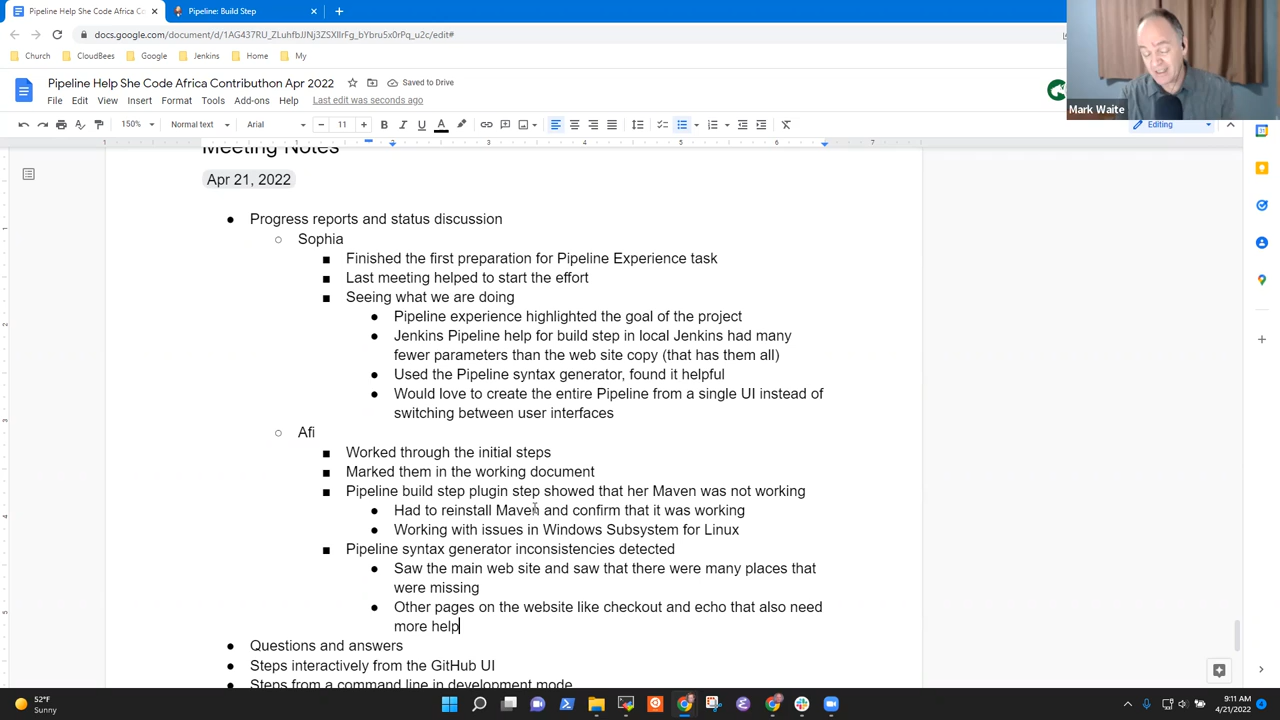 Pipeline Help She Code Africa Co
Pipeline: Build Step
docs.google.com/document/d/1AG437RU_ZLuhfbJJNj3ZSXIIrFg_bYbru5x0rPq_u2c/edit#
Church CloudBees Google Jenkins Home My
Mark Waite
Pipeline Help She Code Africa Contributhon Apr 2022 Saved to Drive
File Edit View Insert Format Tools Add-ons Help Last edit was seconds ago
150% Normal text Arial 11 Editing
Meeting Notes
Apr 21, 2022
Progress reports and status discussion
Sophia
Finished the first preparation for Pipeline Experience task
Last meeting helped to start the effort
Seeing what we are doing
Pipeline experience highlighted the goal of the project
Jenkins Pipeline help for build step in local Jenkins had many
fewer parameters than the web site copy (that has them all)
Used the Pipeline syntax generator, found it helpful
Would love to create the entire Pipeline from a single UI instead of
switching between user interfaces
Afi
Worked through the initial steps
Marked them in the working document
Pipeline build step plugin step showed that her Maven was not working
Had to reinstall Maven and confirm that it was working
Working with issues in Windows Subsystem for Linux
Pipeline syntax generator inconsistencies detected
Saw the main web site and saw that there were many places that
were missing
Other pages on the website like checkout and echo that also need
more help
Questions and answers
Steps interactively from the GitHub UI
Steps from a command line in development mode
52°F
Sunny
9:11 AM
4/21/2022